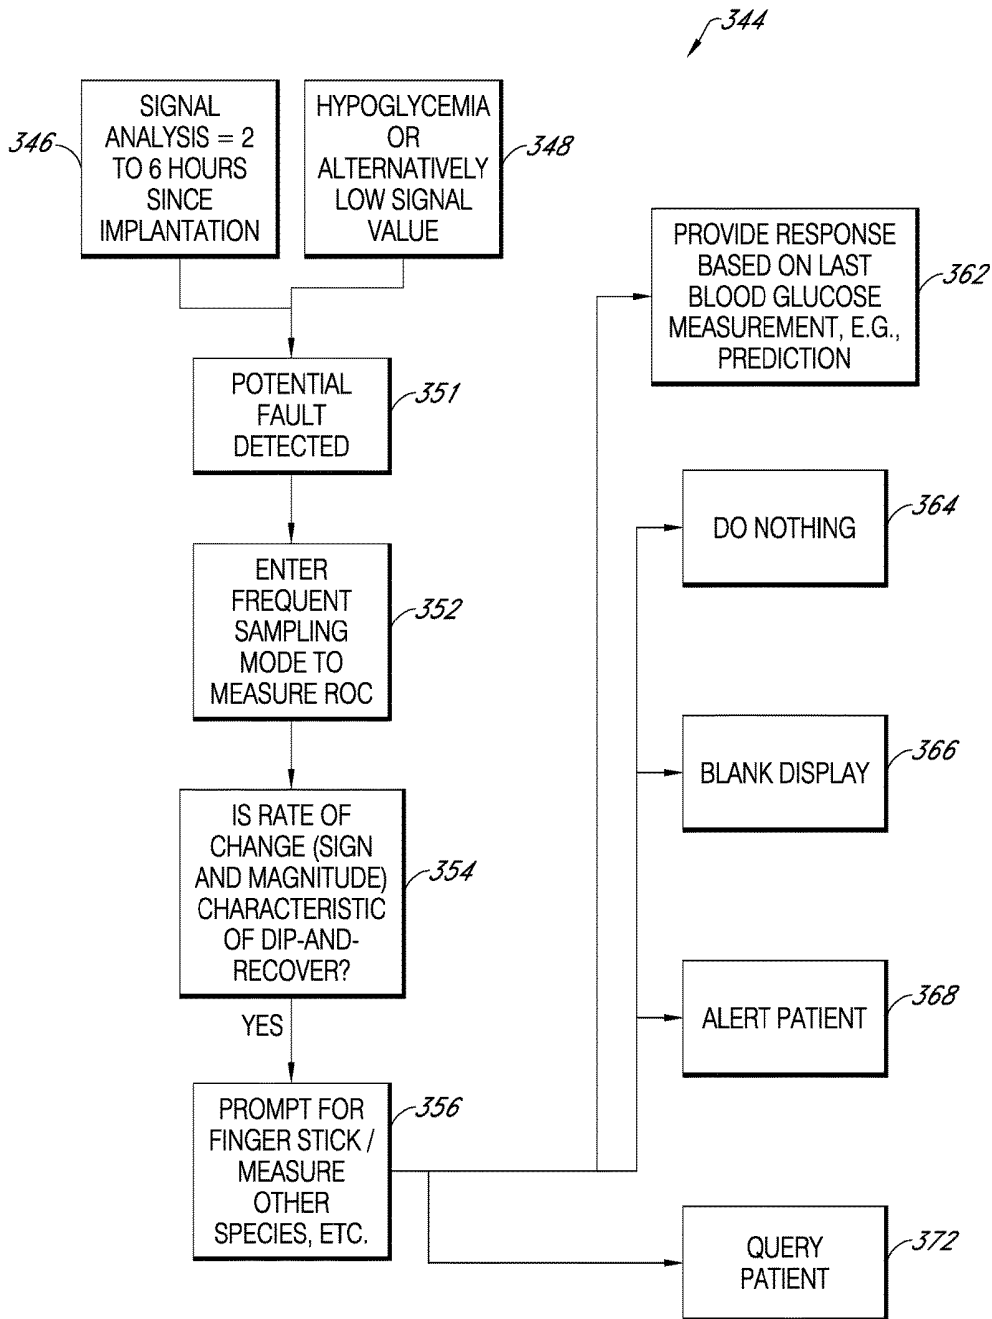 344
SIGNAL
ANALYSIS = 2
TO 6 HOURS
SINCE
IMPLANTATION
346
HYPOGLYCEMIA
OR
ALTERNATIVELY
LOW SIGNAL
VALUE
348
POTENTIAL
FAULT
DETECTED
351
ENTER
FREQUENT
SAMPLING
MODE TO
MEASURE ROC
352
IS RATE OF
CHANGE (SIGN
AND MAGNITUDE)
CHARACTERISTIC
OF DIP-AND-
RECOVER?
354
YES
PROMPT FOR
FINGER STICK /
MEASURE
OTHER
SPECIES, ETC.
356
PROVIDE RESPONSE
BASED ON LAST
BLOOD GLUCOSE
MEASUREMENT, E.G.,
PREDICTION
362
DO NOTHING
364
BLANK DISPLAY
366
ALERT PATIENT
368
QUERY
PATIENT
372